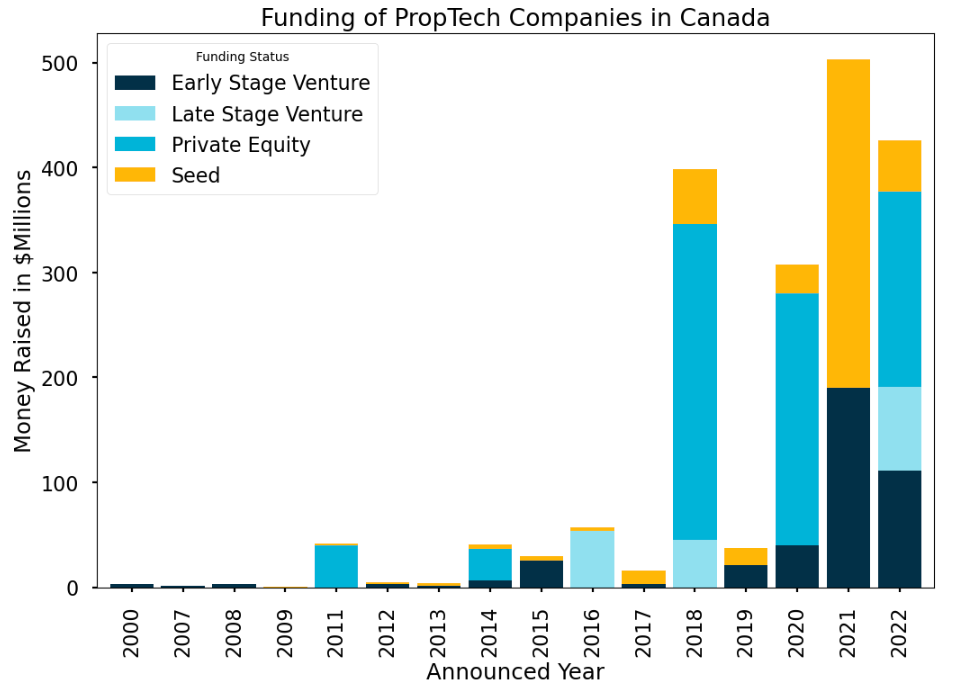 Funding of PropTech Companies in Canada
Funding Status
Early Stage Venture
Late Stage Venture
Private Equity
Seed
Money Raised in $Millions
500
400
300
200
100
0
2000
2007
2008
2009
2011
2012
2013
2014
2015
2016
2017
2018
2019
2020
2021
2022
Announced Year